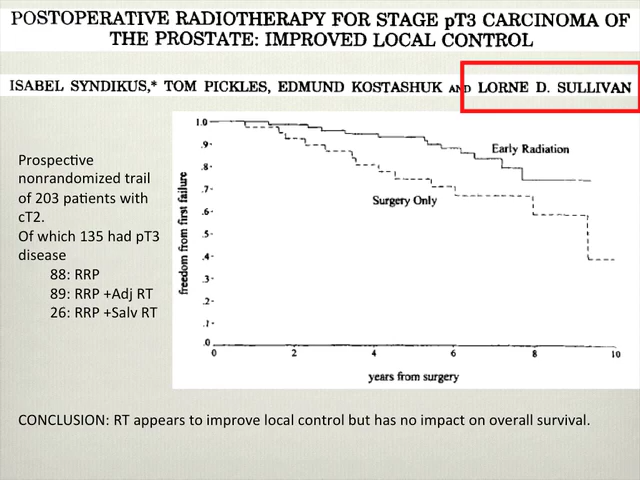 POSTOPERATIVE RADIOTHERAPY FOR STAGE pT3 CARCINOMA OF
THE PROSTATE: IMPROVED LOCAL CONTROL
ISABEL SYNDIKUS,* TOM PICKLES, EDMUND KOSTASHUK AND LORNE D. SULLIVAN
Prospective
nonrandomized trail
of 203 patients with
cT2.
Of which 135 had pT3
disease
88: RRP
89: RRP +Adj RT
26: RRP +Salv RT
freedom from first failure
1.0
.9
.8
.7
.6
.5
.4
.3
.2
.1
.0
Early Radiation
Surgery Only
0 2 4 6 8 10
years from surgery
CONCLUSION: RT appears to improve local control but has no impact on overall survival.